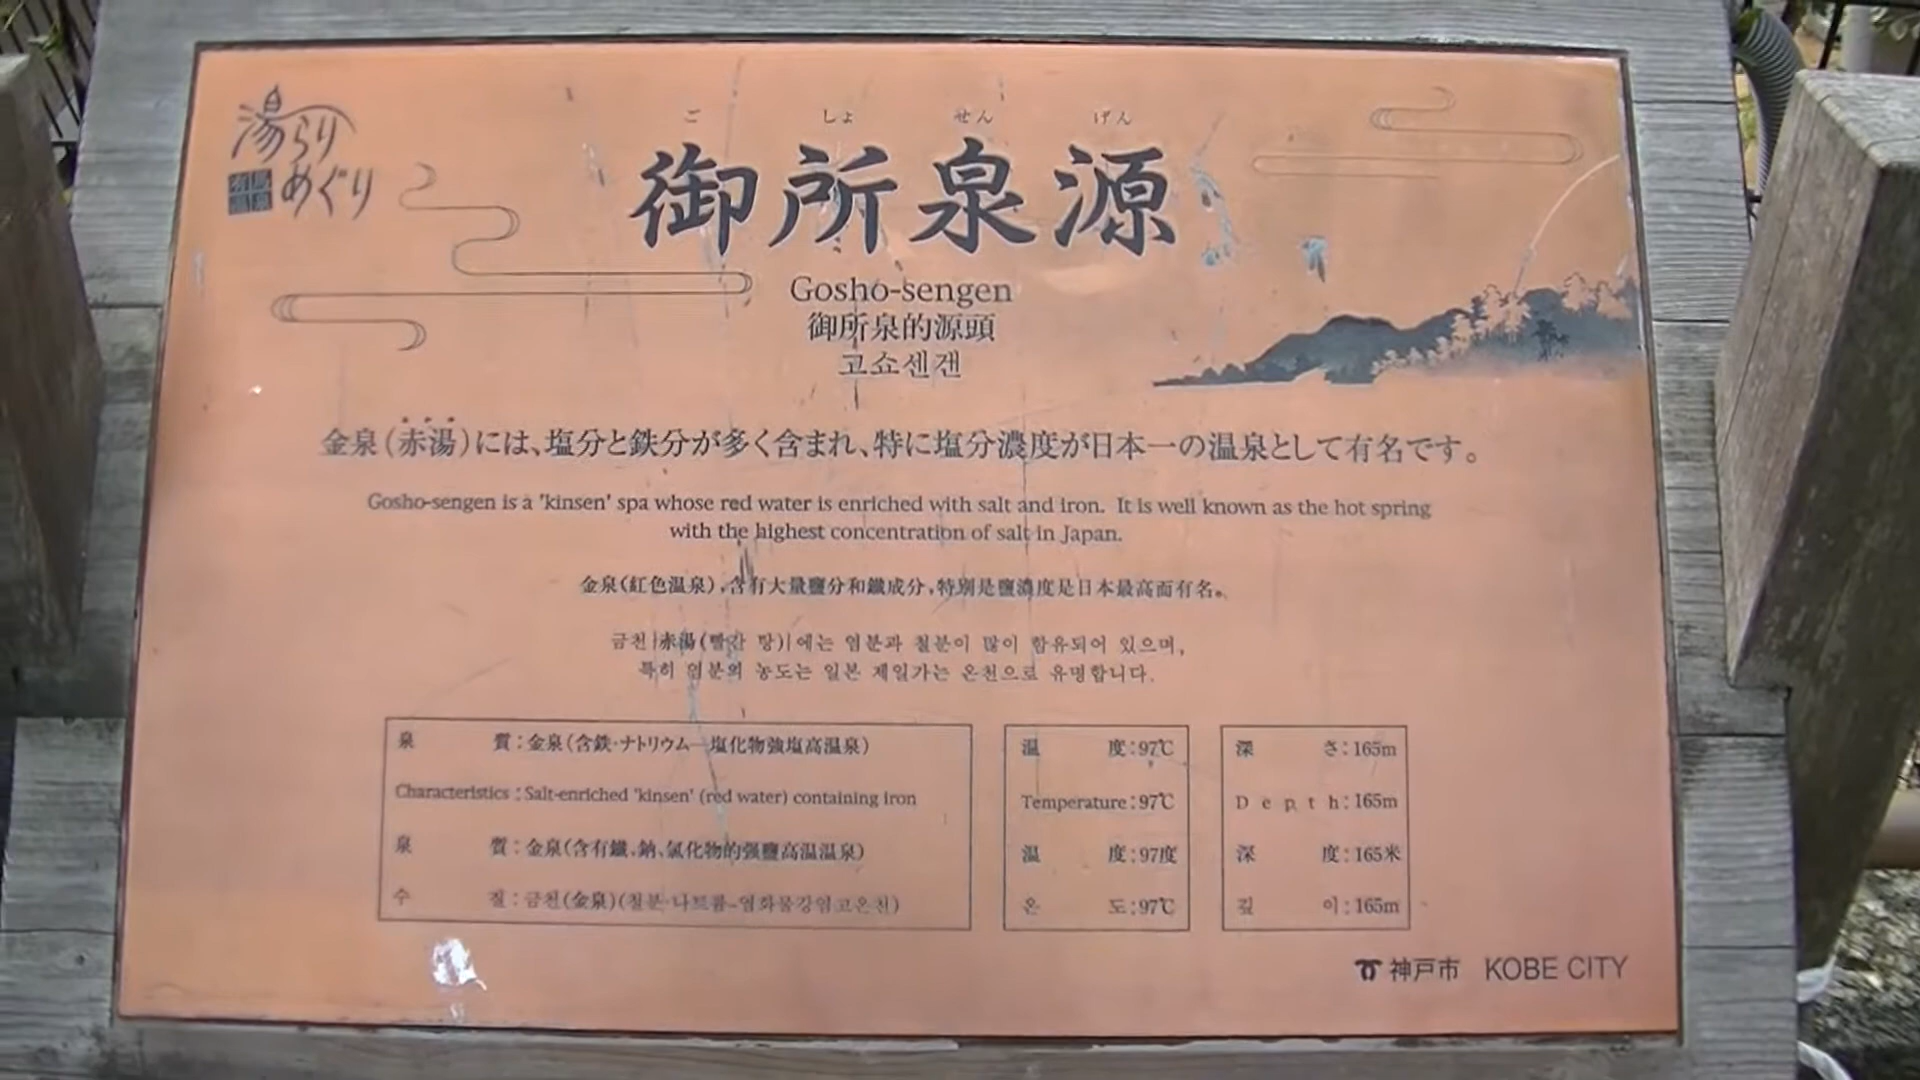 湯らり
めぐり
有馬
温泉
ご しょ せん げん
御所泉源
Gosho-sengen
御所泉的源頭
고쇼센갠
金泉(赤湯)には、塩分と鉄分が多く含まれ、特に塩分濃度が日本一の温泉として有名です。
Gosho-sengen is a 'kinsen' spa whose red water is enriched with salt and iron. It is well known as the hot spring
with the highest concentration of salt in Japan.
金泉(紅色温泉),含有大量鹽分和鐵成分,特別是鹽濃度是日本最高而有名。
금천|赤湯(빨간 탕)|에는 염분과 철분이 많이 함유되어 있으며,
특히 염분의 농도는 일본 제일가는 온천으로 유명합니다.
泉 質:金泉(含鉄・ナトリウム―塩化物強塩高温泉)
Characteristics:Salt-enriched 'kinsen' (red water) containing iron
泉 質:金泉(含有鐵、鈉、氯化物的强鹽高温温泉)
수 질:금천(金泉)(철분·나트륨-염화물강염고온천)
温 度:97℃
Temperature:97℃
温 度:97度
온 도:97℃
深 さ:165m
Depth:165m
深 度:165米
깊 이:165m
神戸市 KOBE CITY